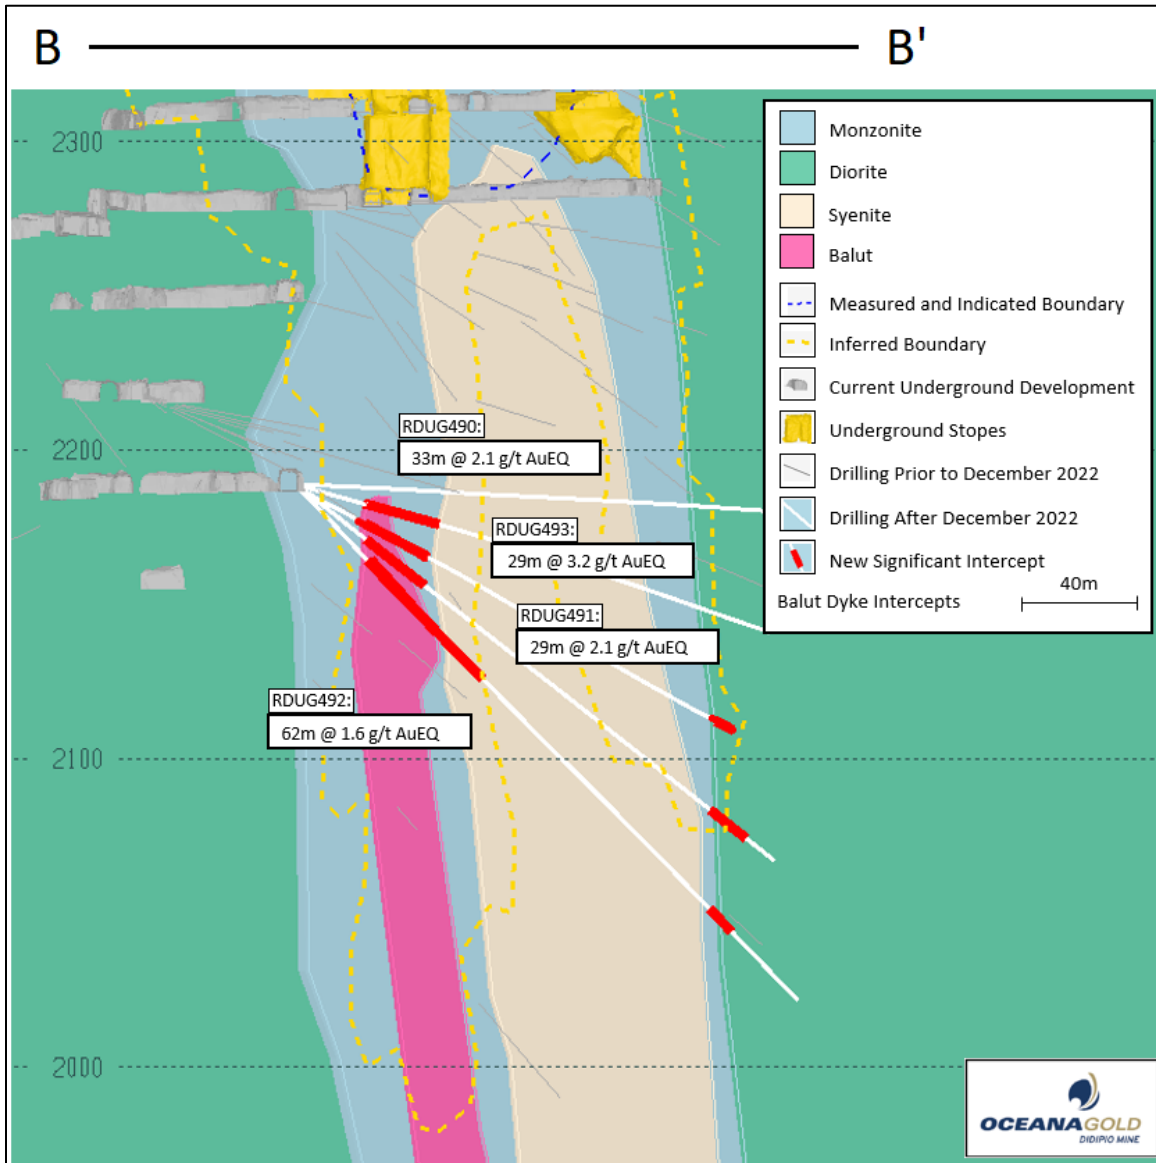 B
B'
2300
2200
2100
2000
Monzonite
Diorite
Syenite
Balut
Measured and Indicated Boundary
Inferred Boundary
Current Underground Development
Underground Stopes
Drilling Prior to December 2022
Drilling After December 2022
New Significant Intercept
40m
Balut Dyke Intercepts
RDUG490:
33m @ 2.1 g/t AuEQ
RDUG493:
29m @ 3.2 g/t AuEQ
RDUG491:
29m @ 2.1 g/t AuEQ
RDUG492:
62m @ 1.6 g/t AuEQ
OCEANAGOLD
DIDIPIO MINE